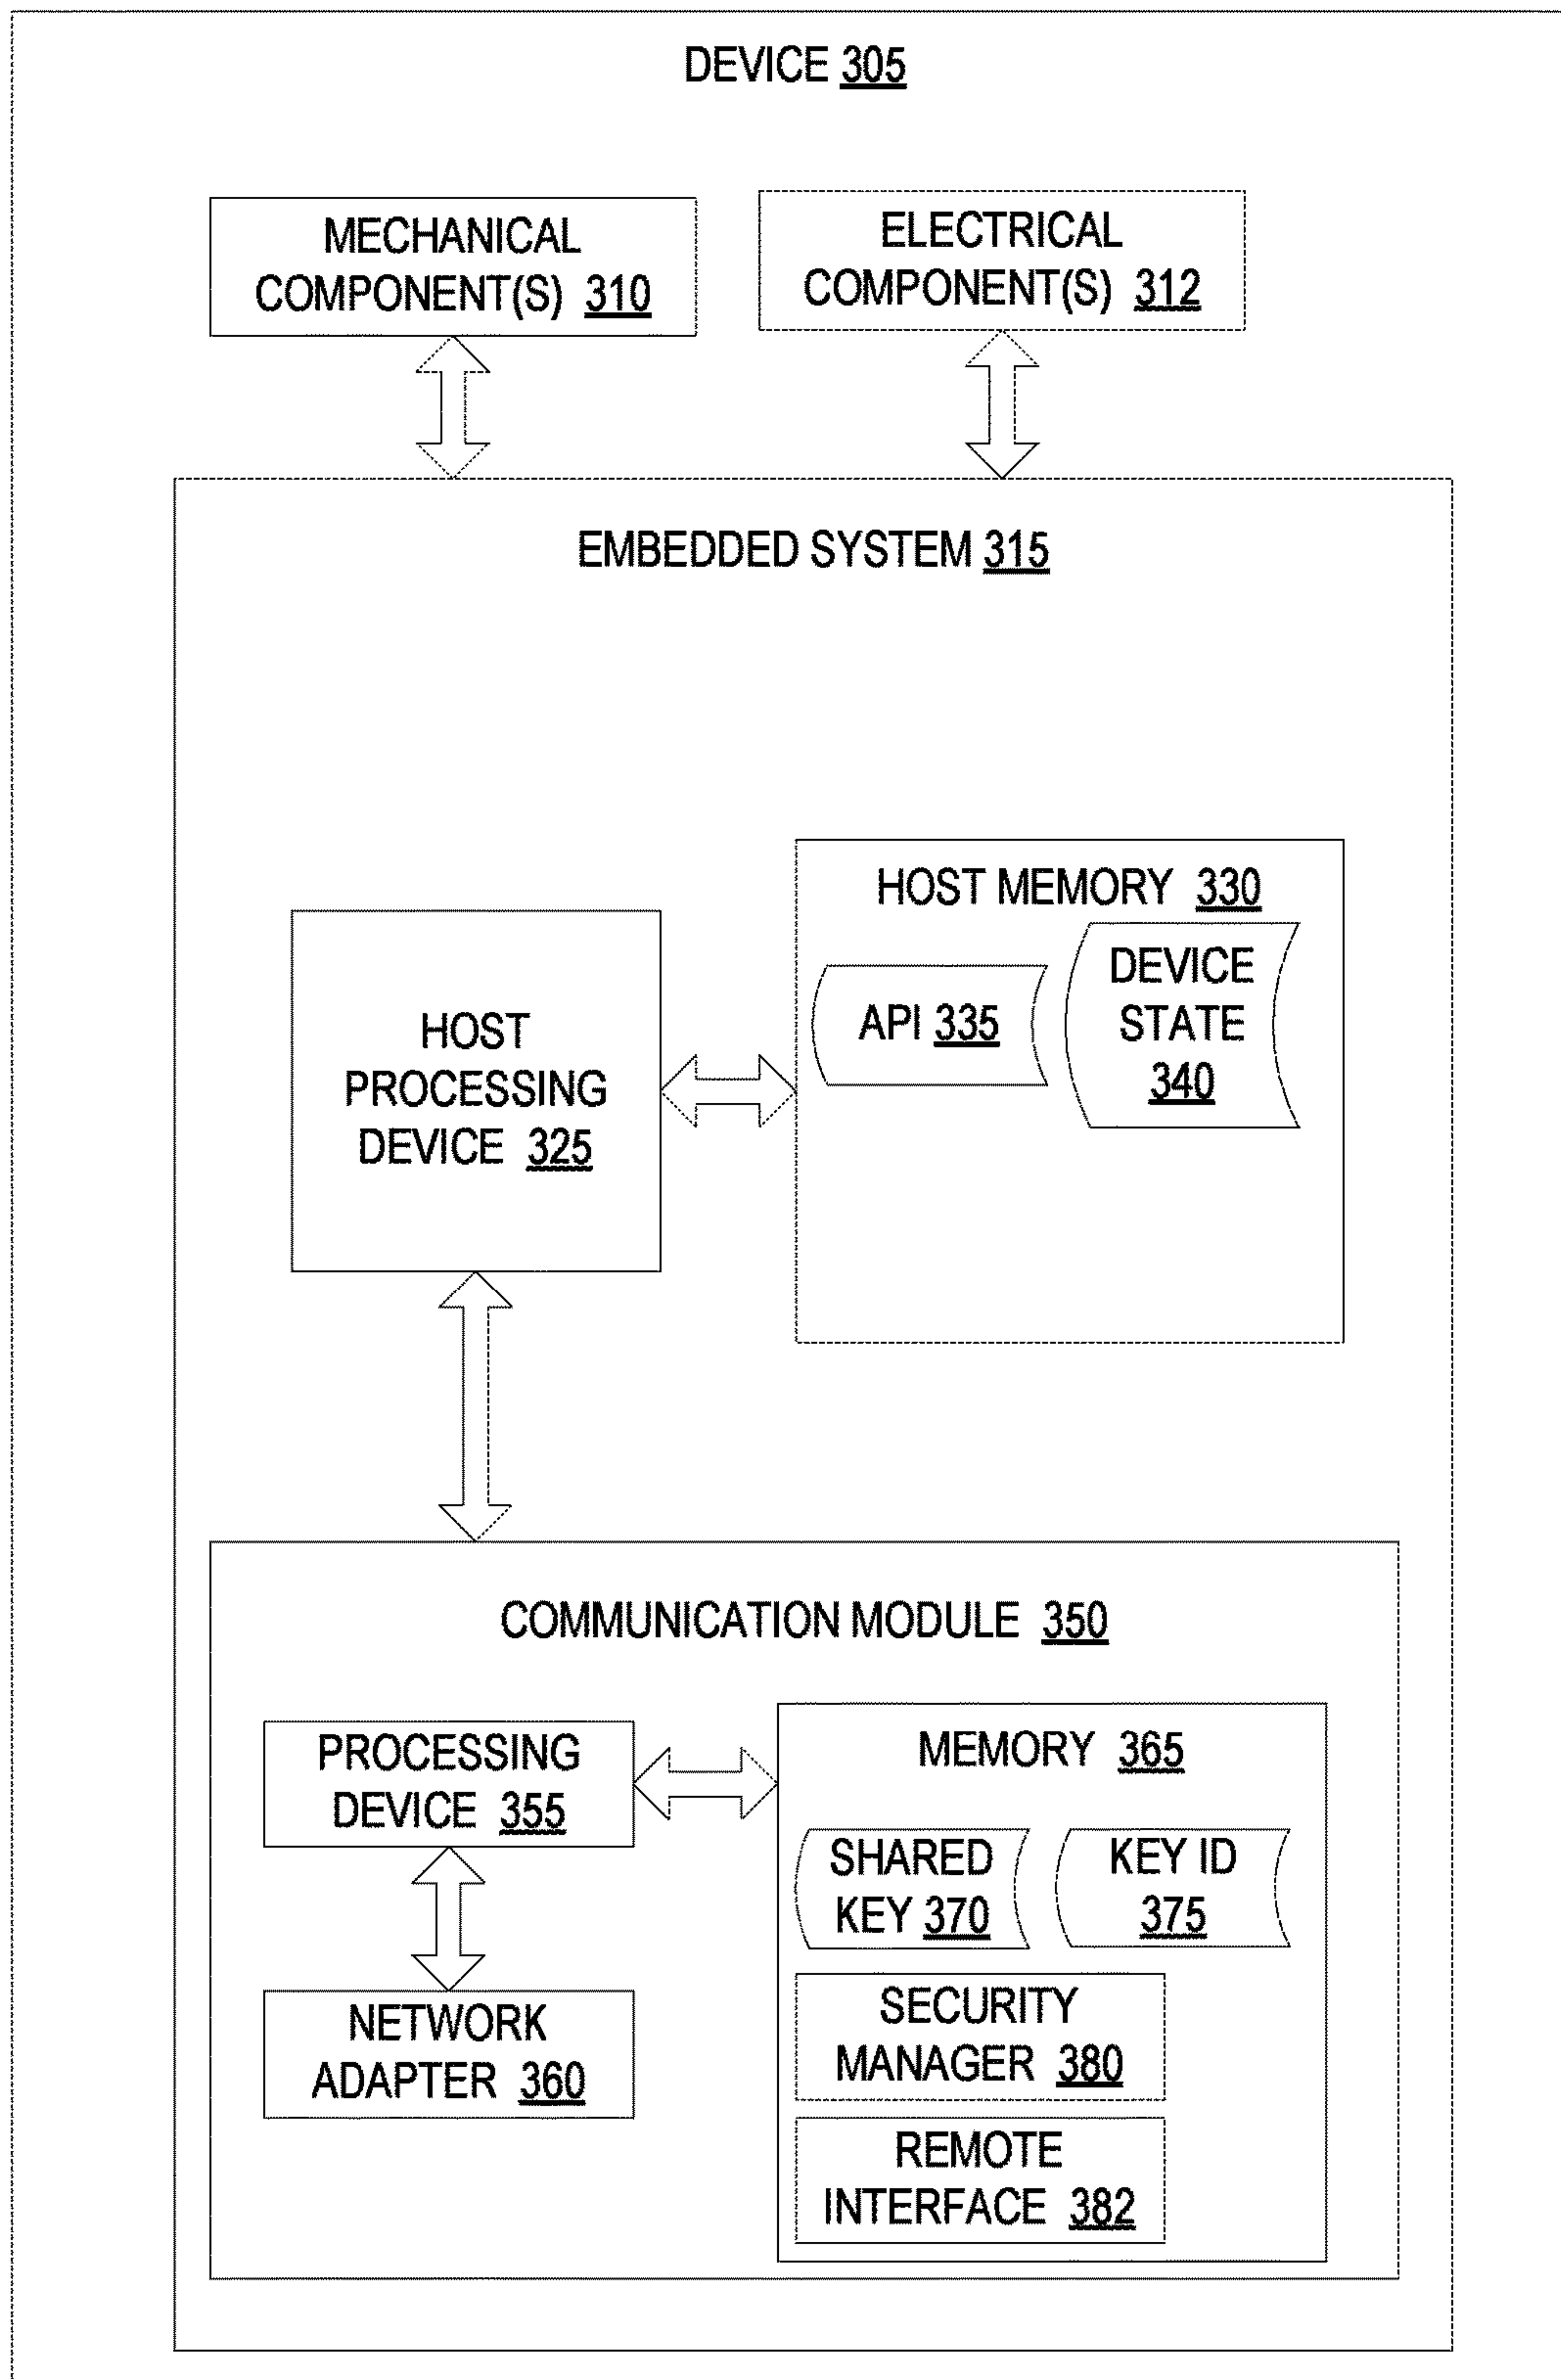 DEVICE 305
MECHANICAL
COMPONENT(S) 310
ELECTRICAL
COMPONENT(S) 312
EMBEDDED SYSTEM 315
HOST
PROCESSING
DEVICE 325
HOST MEMORY 330
API 335
DEVICE
STATE
340
COMMUNICATION MODULE 350
PROCESSING
DEVICE 355
NETWORK
ADAPTER 360
MEMORY 365
SHARED
KEY 370
KEY ID
375
SECURITY
MANAGER 380
REMOTE
INTERFACE 382